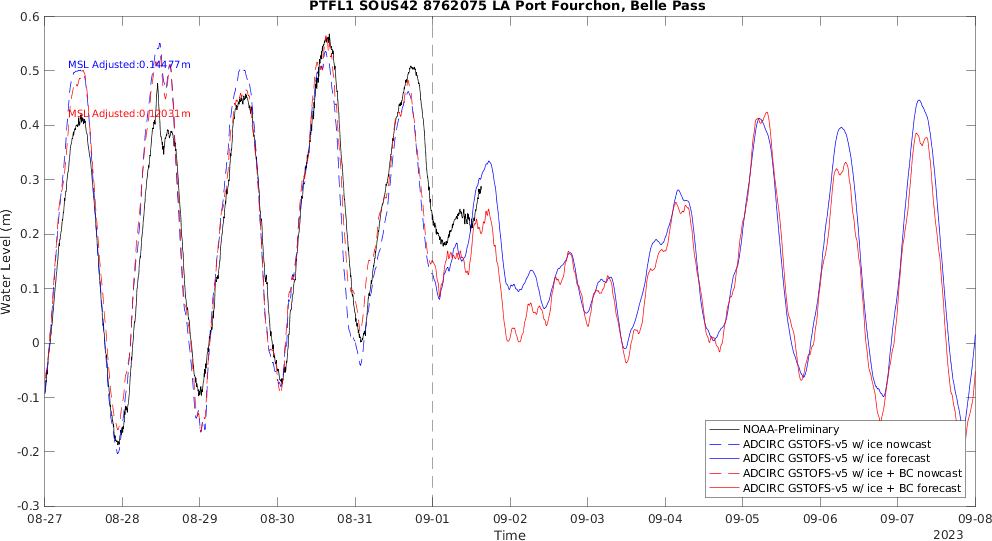 PTFL1 SOUS42 8762075 LA Port Fourchon, Belle Pass
0.6
0.5
0.4
0.3
0.2
0.1
0
-0.1
-0.2
-0.3
Water Level (m)
MSL Adjusted:0.14477m
MSL Adjusted:0.12031m
NOAA-Preliminary
ADCIRC GSTOFS-v5 w/ ice nowcast
ADCIRC GSTOFS-v5 w/ ice forecast
ADCIRC GSTOFS-v5 w/ ice + BC nowcast
ADCIRC GSTOFS-v5 w/ ice + BC forecast
08-27 08-28 08-29 08-30 08-31 09-01 09-02 09-03 09-04 09-05 09-06 09-07 09-08
Time
2023